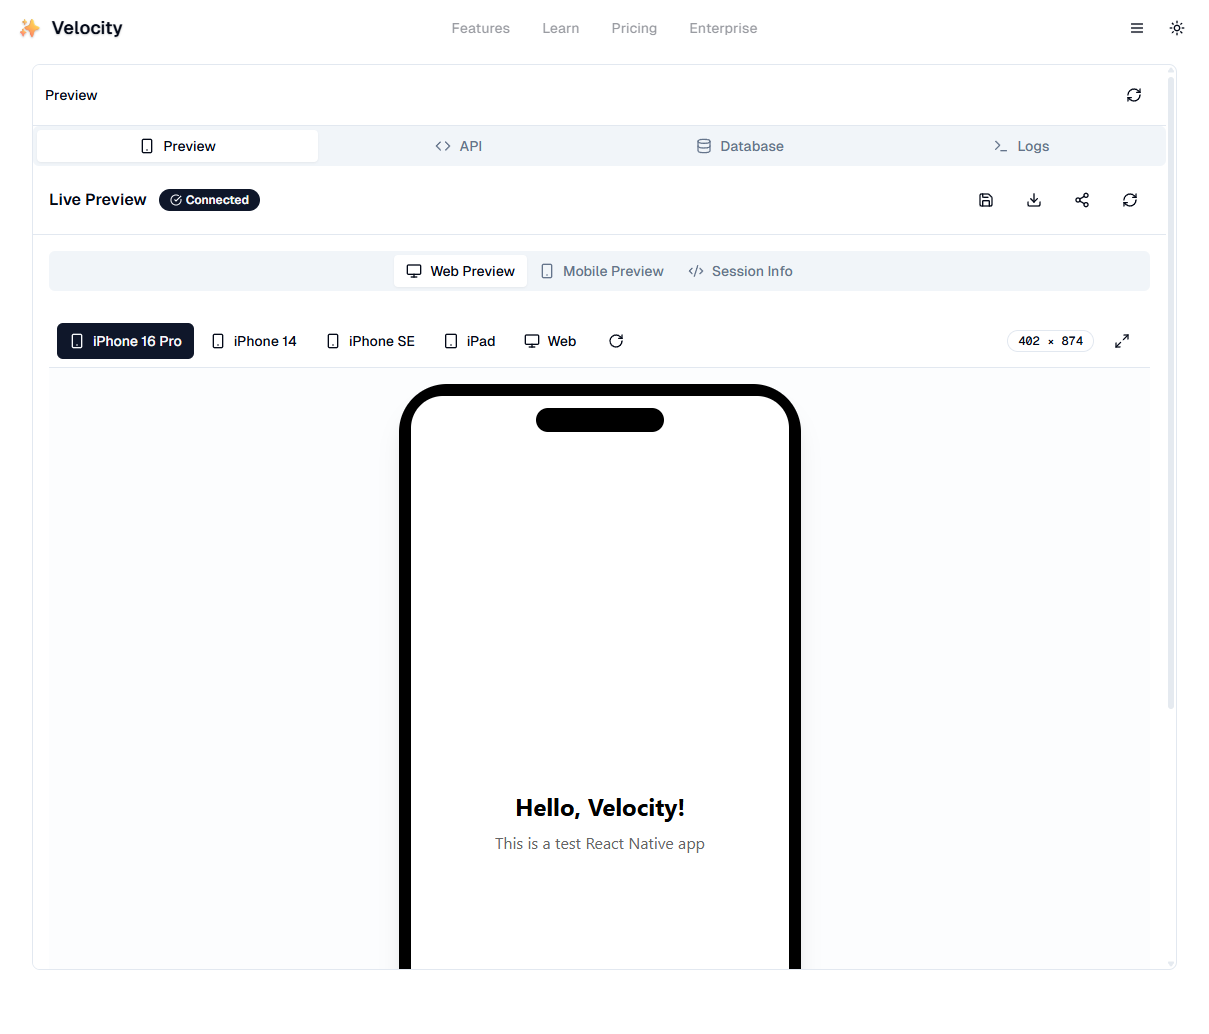 Velocity
Features Learn Pricing Enterprise
Preview
Preview API Database Logs
Live Preview Connected
Web Preview Mobile Preview Session Info
iPhone 16 Pro iPhone 14 iPhone SE iPad Web 402 × 874
Hello, Velocity!
This is a test React Native app